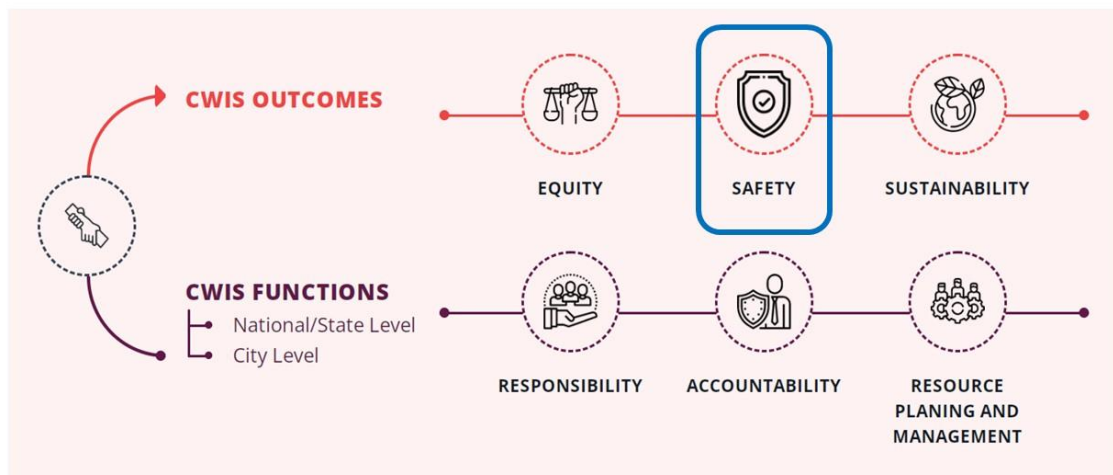 CWIS OUTCOMES
EQUITY
SAFETY
SUSTAINABILITY
CWIS FUNCTIONS
National/State Level
City Level
RESPONSIBILITY
ACCOUNTABILITY
RESOURCE
PLANING AND
MANAGEMENT